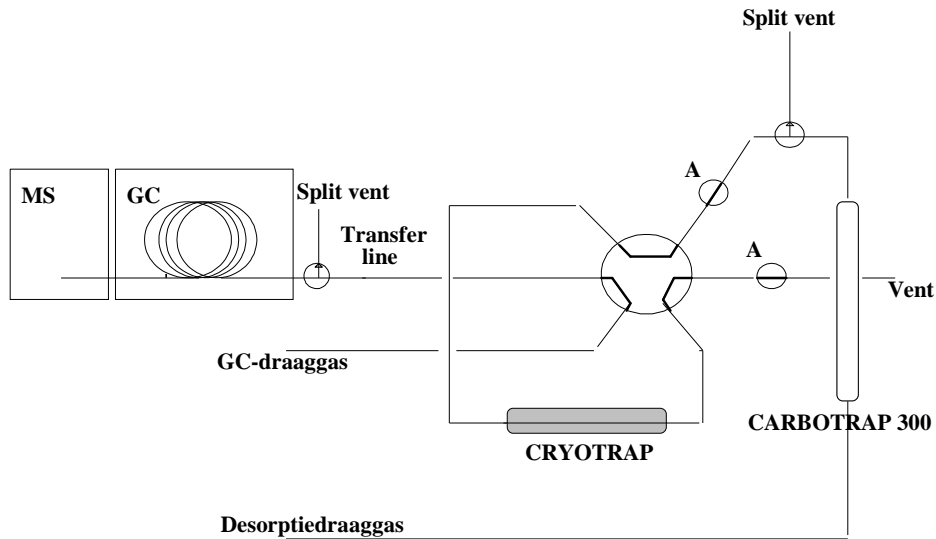 Split vent
MS
GC
Split vent
A
Transfer
line
A
Vent
GC-draaggas
CARBOTRAP 300
CRYOTRAP
Desorptiedraaggas